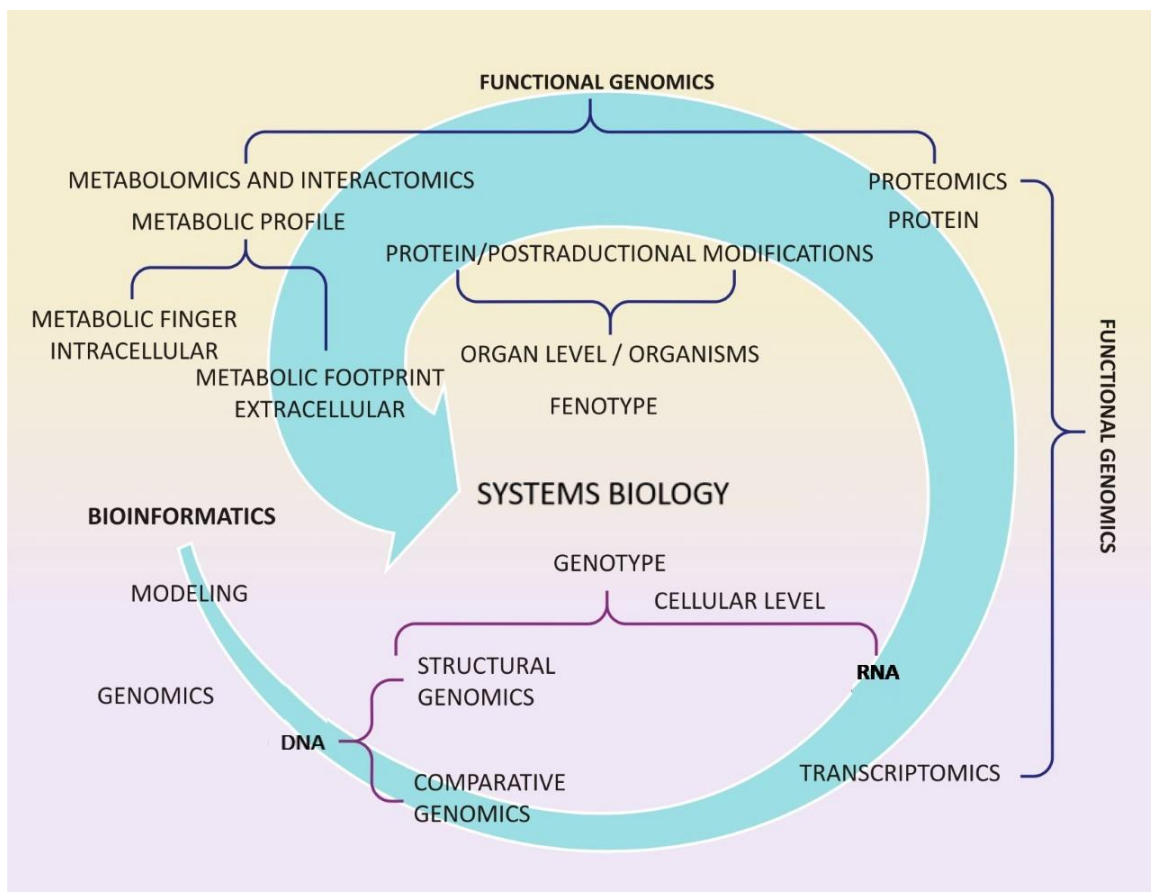 FUNCTIONAL GENOMICS
METABOLOMICS AND INTERACTOMICS
METABOLIC PROFILE
METABOLIC FINGER
INTRACELLULAR
METABOLIC FOOTPRINT
EXTRACELLULAR
PROTEOMICS
PROTEIN
PROTEIN/POSTRADUCTIONAL MODIFICATIONS
ORGAN LEVEL / ORGANISMS
FENOTYPE
FUNCTIONAL GENOMICS
SYSTEMS BIOLOGY
BIOINFORMATICS
MODELING
GENOMICS
GENOTYPE
CELLULAR LEVEL
STRUCTURAL
GENOMICS
RNA
DNA
COMPARATIVE
GENOMICS
TRANSCRIPTOMICS